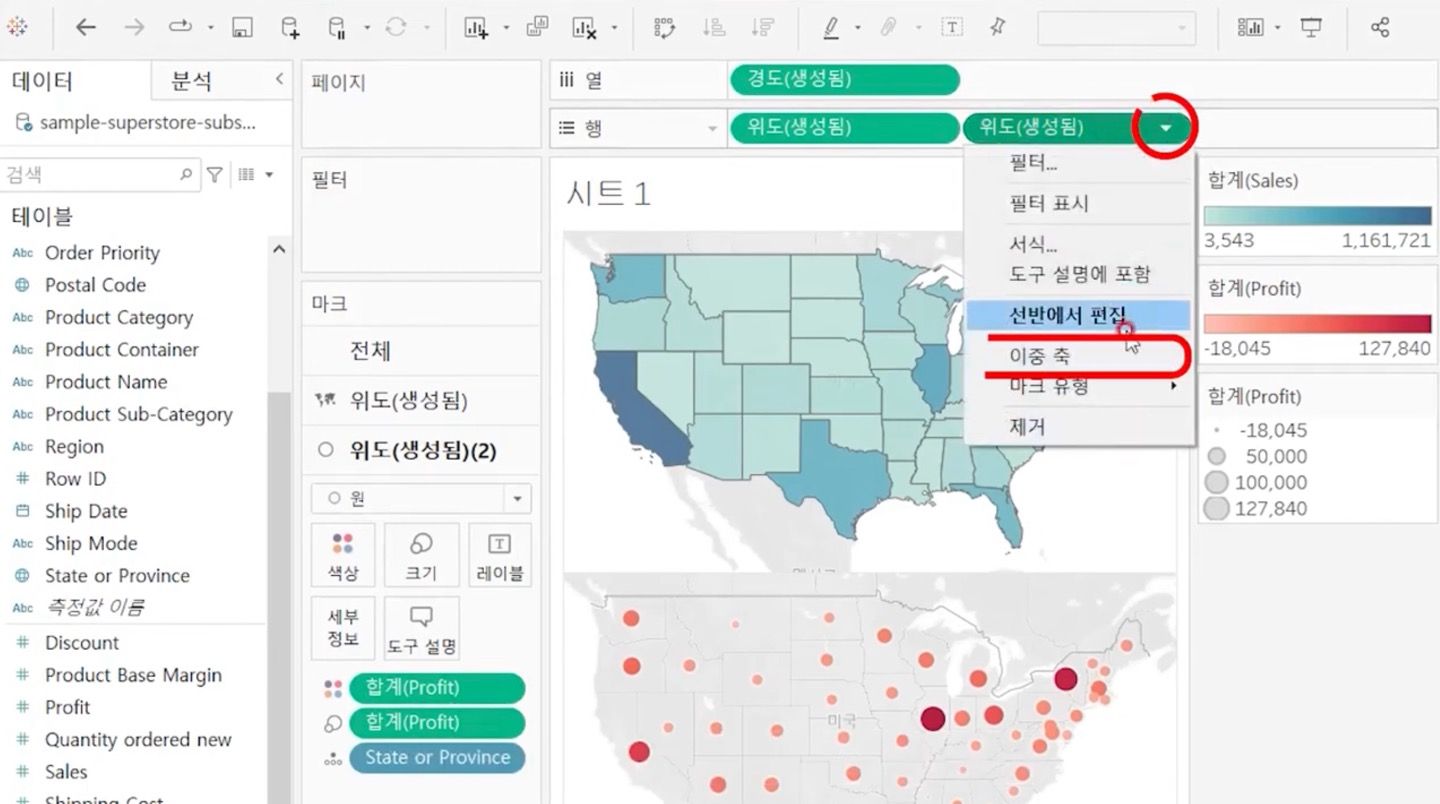 데이터
분석
sample-superstore-subs...
검색
테이블
Abc Order Priority
Postal Code
Abc Product Category
Abc Product Container
Abc Product Name
Abc Product Sub-Category
Abc Region
# Row ID
Ship Date
Abc Ship Mode
State or Province
Abc 측정값 이름
# Discount
# Product Base Margin
# Profit
# Quantity ordered new
# Sales
# Shipping Cost
페이지
필터
마크
전체
위도(생성됨)
위도(생성됨)(2)
원
색상
크기
레이블
세부
정보
도구 설명
합계(Profit)
합계(Profit)
State or Province
iii 열
경도(생성됨)
행
위도(생성됨)
위도(생성됨)
시트 1
필터...
필터 표시
서식...
도구 설명에 포함
선반에서 편집
이중 축
마크 유형
제거
미국
합계(Sales)
3,543
1,161,721
합계(Profit)
-18,045
127,840
합계(Profit)
-18,045
50,000
100,000
127,840